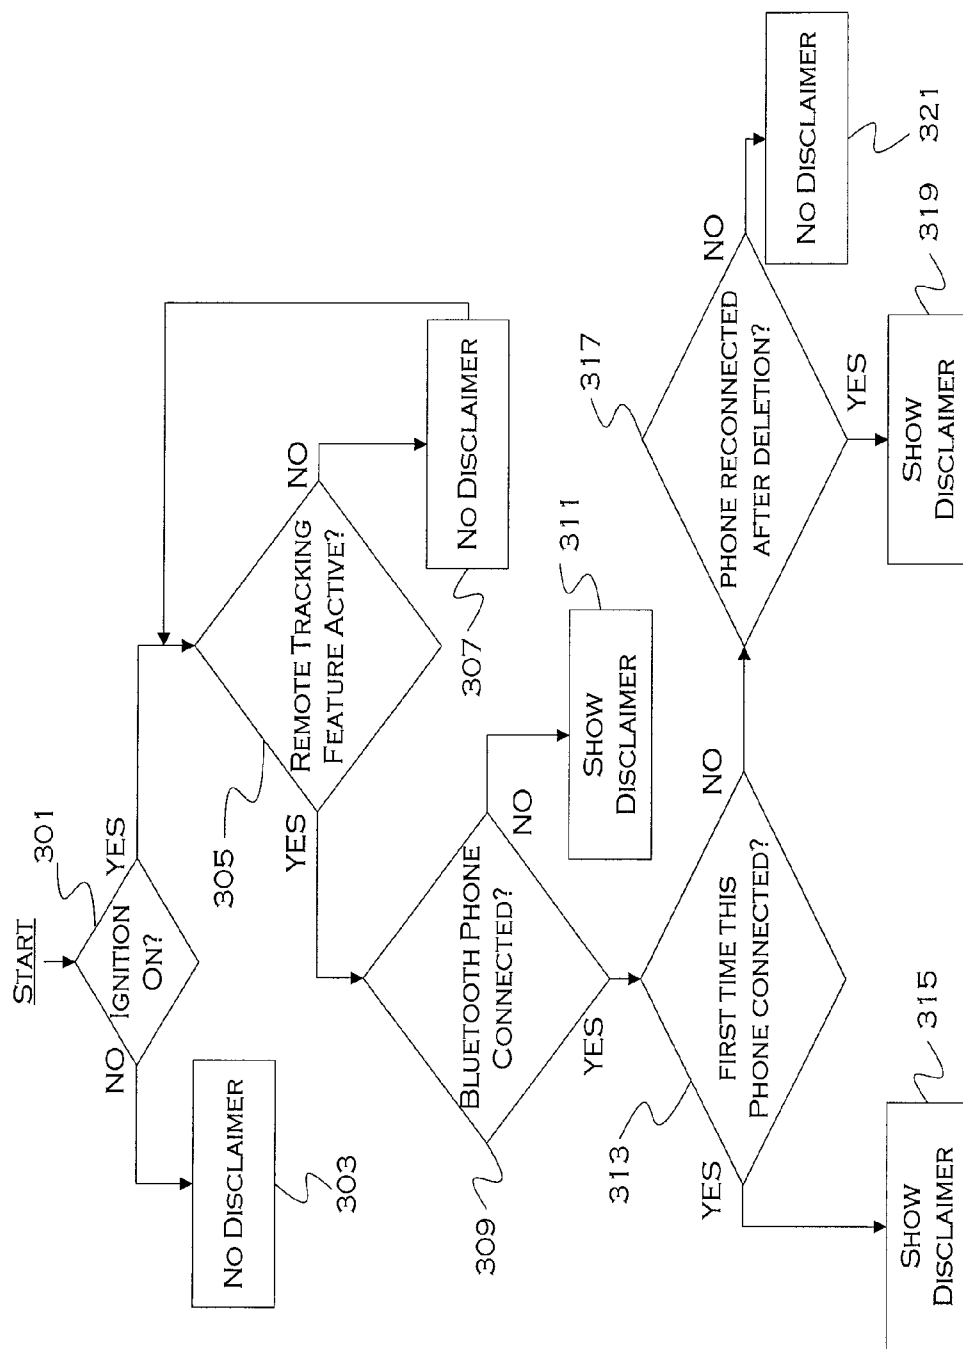 START
301
IGNITION
ON?
NO
YES
NO DISCLAIMER
303
305
REMOTE TRACKING
FEATURE ACTIVE?
YES
NO
NO DISCLAIMER
307
BLUETOOTH PHONE
CONNECTED?
309
NO
YES
SHOW
DISCLAIMER
311
FIRST TIME THIS
PHONE CONNECTED?
313
YES
NO
SHOW
DISCLAIMER
315
PHONE RECONNECTED
AFTER DELETION?
317
NO
YES
SHOW
DISCLAIMER
319
NO DISCLAIMER
321